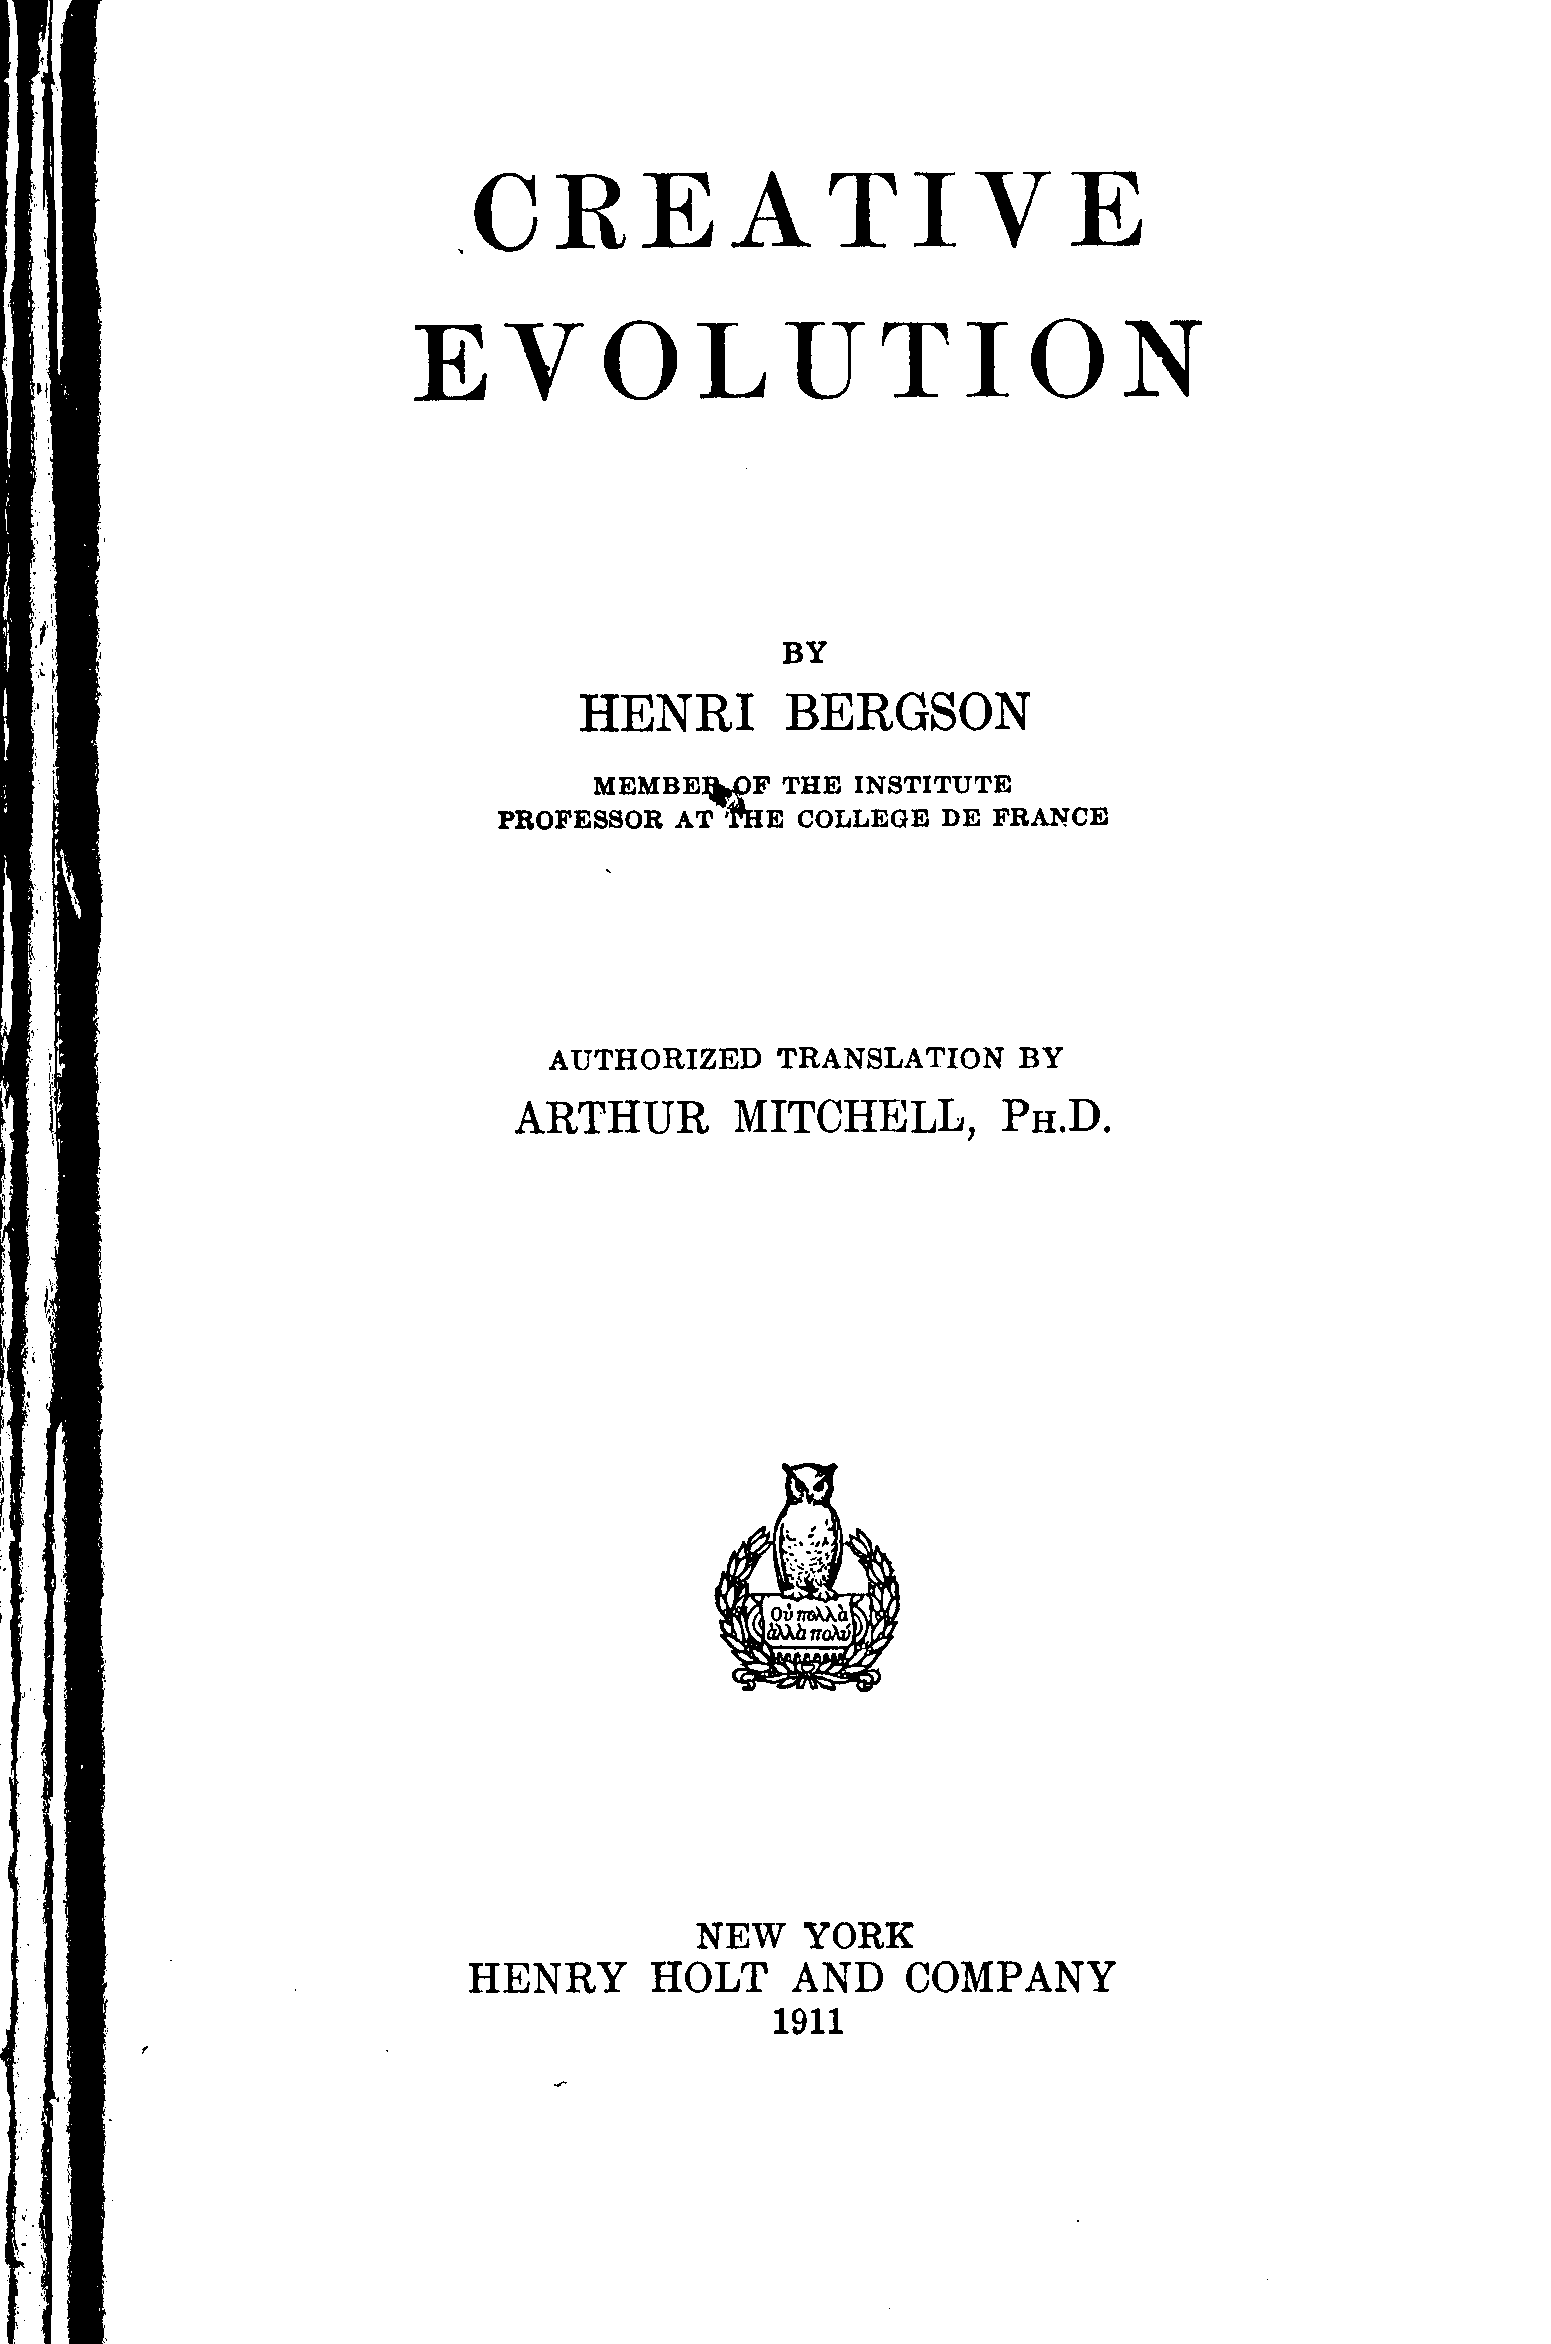 CREATIVE
EVOLUTION
BY
HENRI BERGSON
MEMBER OF THE INSTITUTE
PROFESSOR AT THE COLLEGE DE FRANCE
AUTHORIZED TRANSLATION BY
ARTHUR MITCHELL, PH.D.
Οὐ πολλὰ
ἀλλὰ πολύ
NEW YORK
HENRY HOLT AND COMPANY
1911